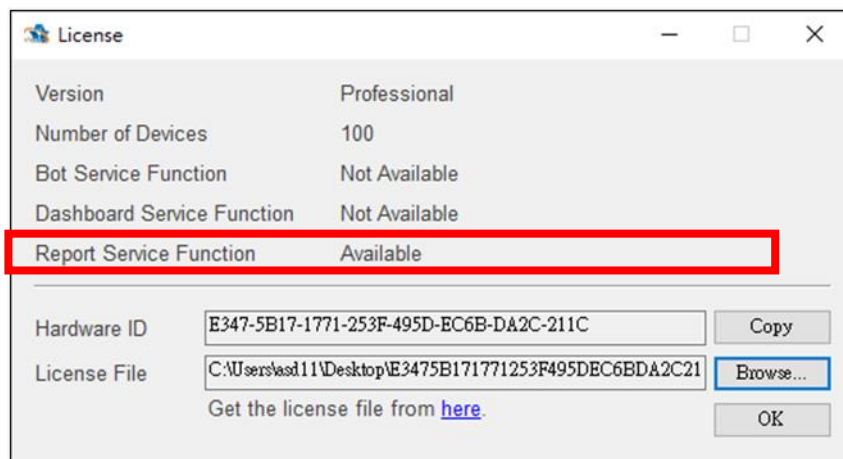 License
Version Professional
Number of Devices 100
Bot Service Function Not Available
Dashboard Service Function Not Available
Report Service Function Available
Hardware ID E347-5B17-1771-253F-495D-EC6B-DA2C-211C Copy
License File C:\Users\asd11\Desktop\E3475B171771253F495DEC6BDA2C21 Browse...
Get the license file from here.
OK